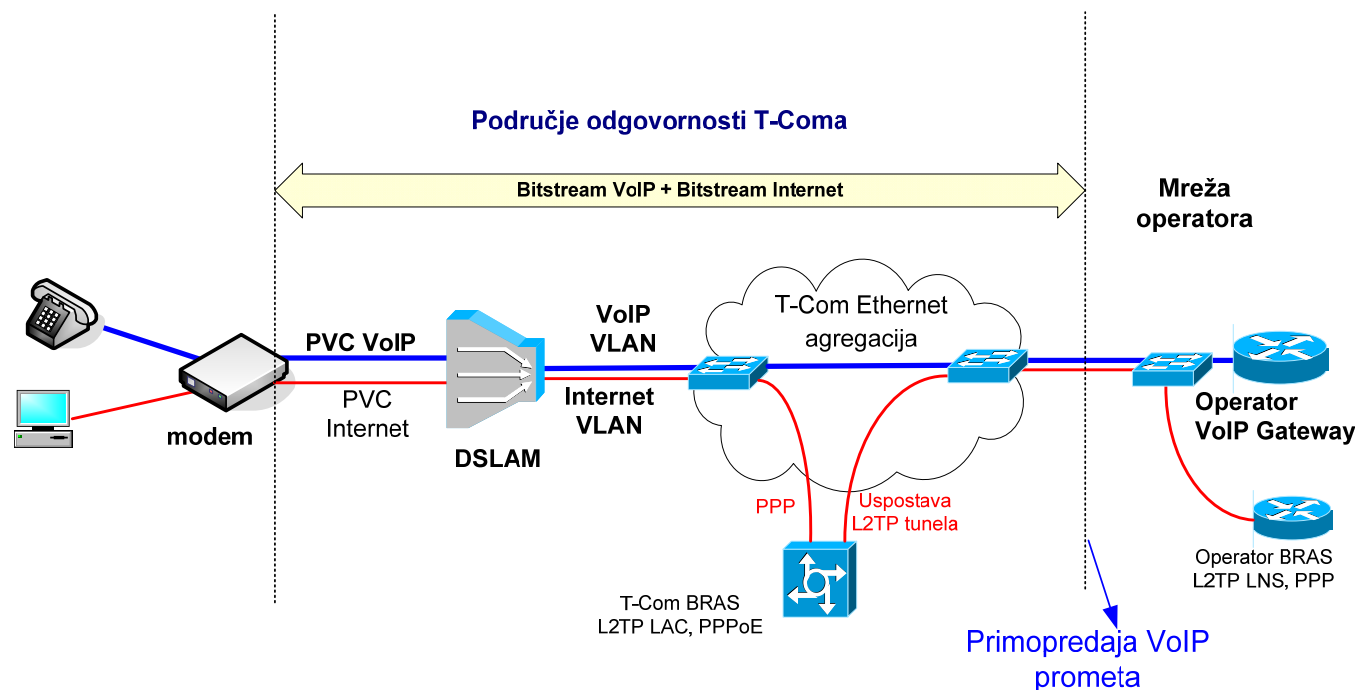 Područje odgovornosti T-Coma
Bitstream VoIP + Bitstream Internet
Mreža
operatora
T-Com Ethernet
agregacija
VoIP
VLAN
PVC VoIP
PVC
Internet
Internet
VLAN
modem
DSLAM
Operator
VoIP Gateway
PPP
Uspostava
L2TP tunela
Operator BRAS
L2TP LNS, PPP
T-Com BRAS
L2TP LAC, PPPoE
Primopredaja VoIP
prometa